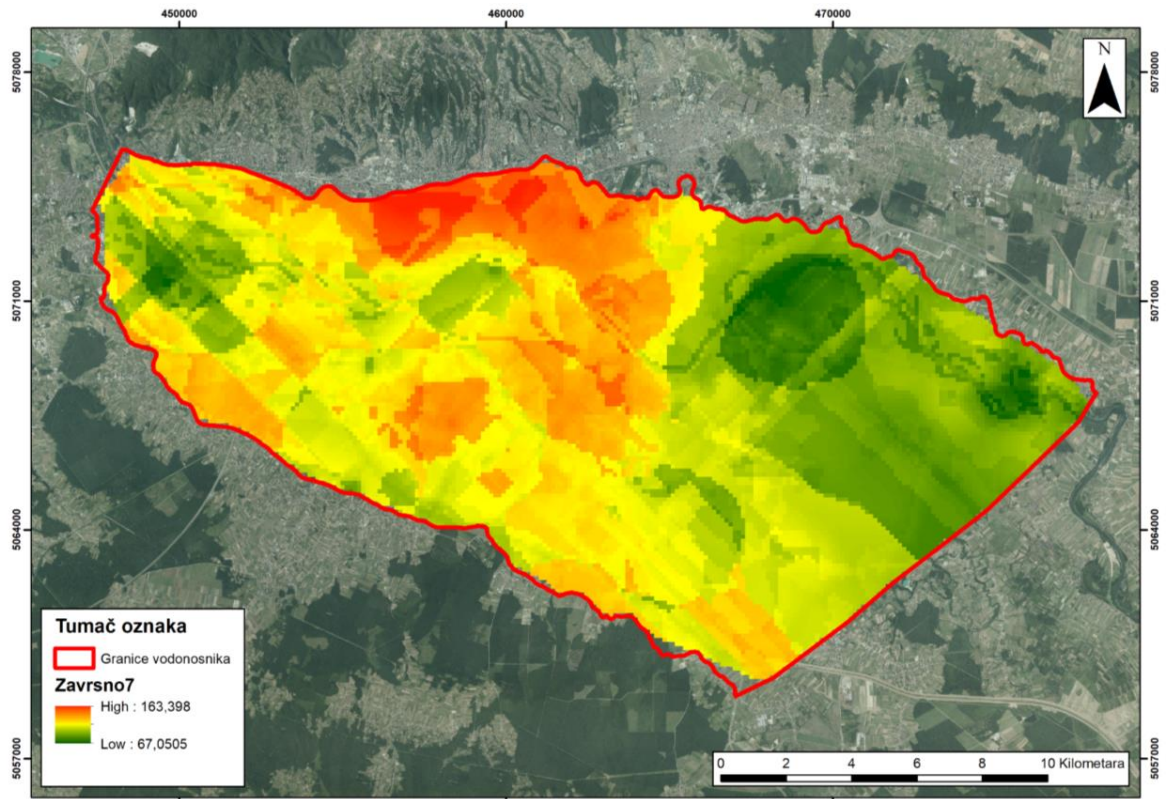 450000 460000 470000
5078000 5078000
N
5071000 5071000
5064000 5064000
5057000 5057000
Tumač oznaka
Granice vodonosnika
Zavrsno7
High : 163,398
Low : 67,0505
0 2 4 6 8 10 Kilometara